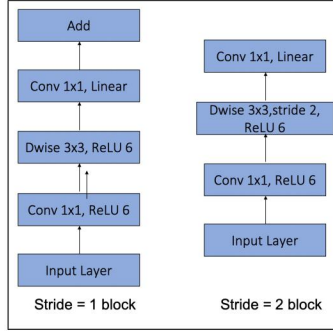 Add
Conv 1x1, Linear
Dwise 3x3, ReLU 6
Conv 1x1, ReLU 6
Input Layer
Stride = 1 block
Conv 1x1, Linear
Dwise 3x3,stride 2,
ReLU 6
Conv 1x1, ReLU 6
Input Layer
Stride = 2 block